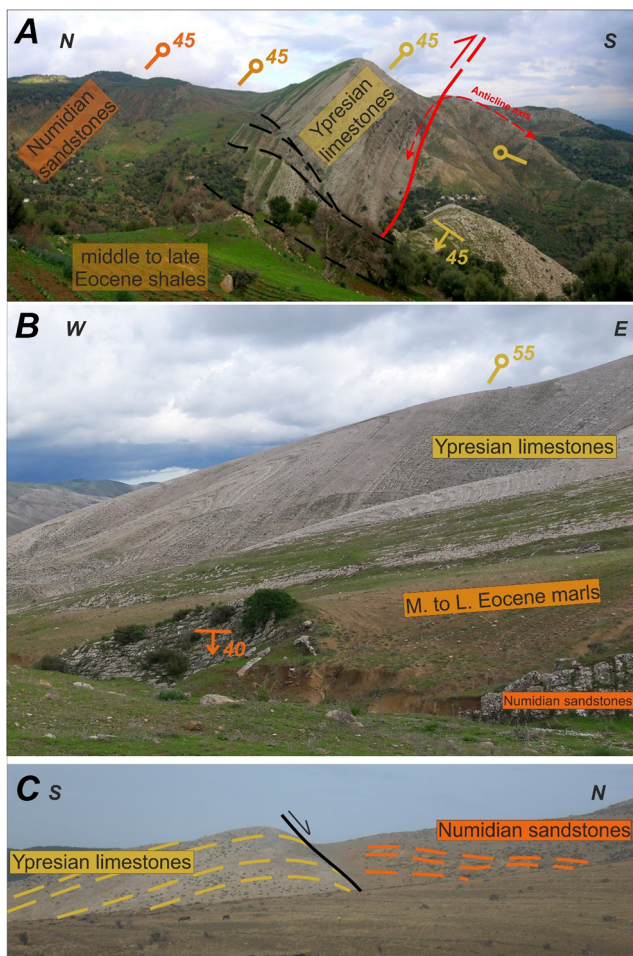 A
N
S
45
45
45
Numidian
sandstones
Ypresian
limestones
Anticline axis
45
middle to late
Eocene shales
B
W
E
55
Ypresian limestones
M. to L. Eocene marls
40
Numidian sandstones
C
S
N
Ypresian limestones
Numidian sandstones